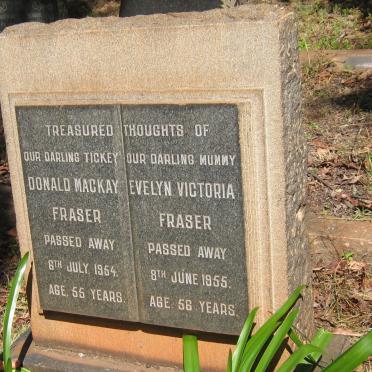 TREASURED THOUGHTS OF
OUR DARLING TICKEY
DONALD MACKAY
FRASER
PASSED AWAY
8TH JULY 1954.
AGE. 55 YEARS.
OUR DARLING MUMMY
EVELYN VICTORIA
FRASER
PASSED AWAY
8TH JUNE 1955.
AGE. 56 YEARS.